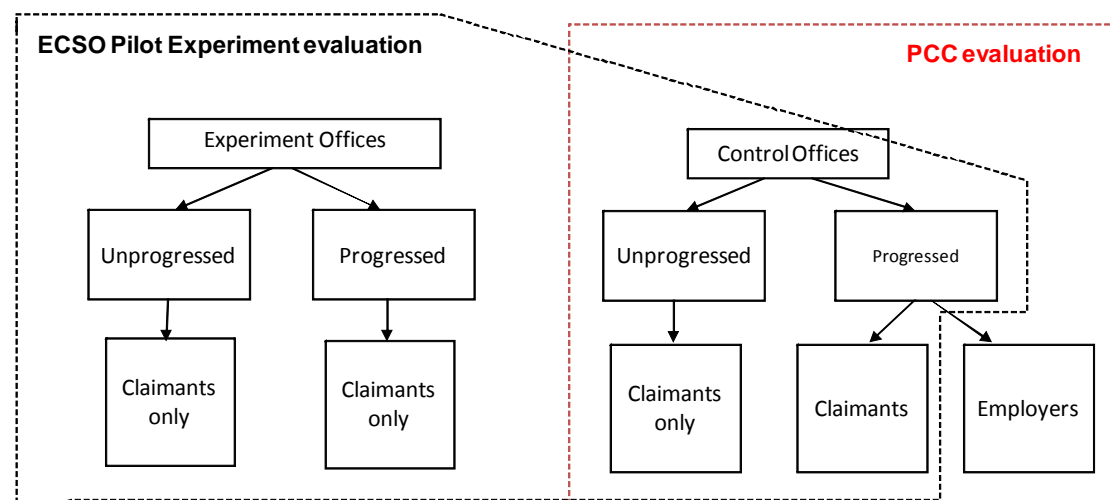 ECSO Pilot Experiment evaluation
PCC evaluation
Experiment Offices
Control Offices
Unprogressed
Progressed
Unprogressed
Progressed
Claimants
only
Claimants
only
Claimants
only
Claimants
Employers